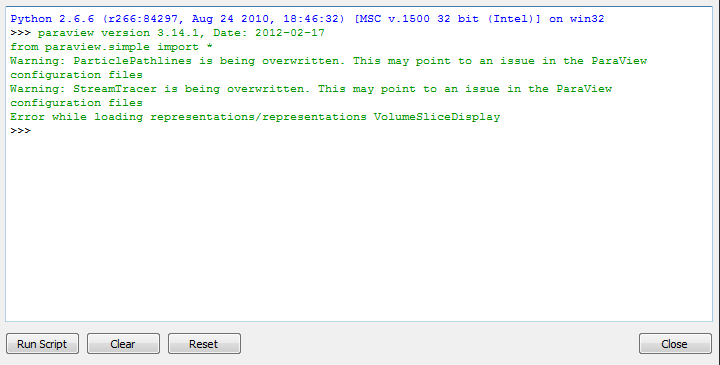 Python 2.6.6 (r266:84297, Aug 24 2010, 18:46:32) [MSC v.1500 32 bit (Intel)] on win32
>>> paraview version 3.14.1, Date: 2012-02-17
from paraview.simple import *
Warning: ParticlePathlines is being overwritten. This may point to an issue in the ParaView
configuration files
Warning: StreamTracer is being overwritten. This may point to an issue in the ParaView
configuration files
Error while loading representations/representations VolumeSliceDisplay
>>>
Run Script Clear Reset Close